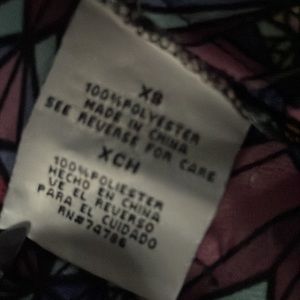 XS
100%POLYESTER
MADE IN CHINA
SEE REVERSE FOR CARE
XCH
100%POLIESTER
HECHO EN CHINA
VE EL REVERSO
PARA EL CUIDADO
RN#74786